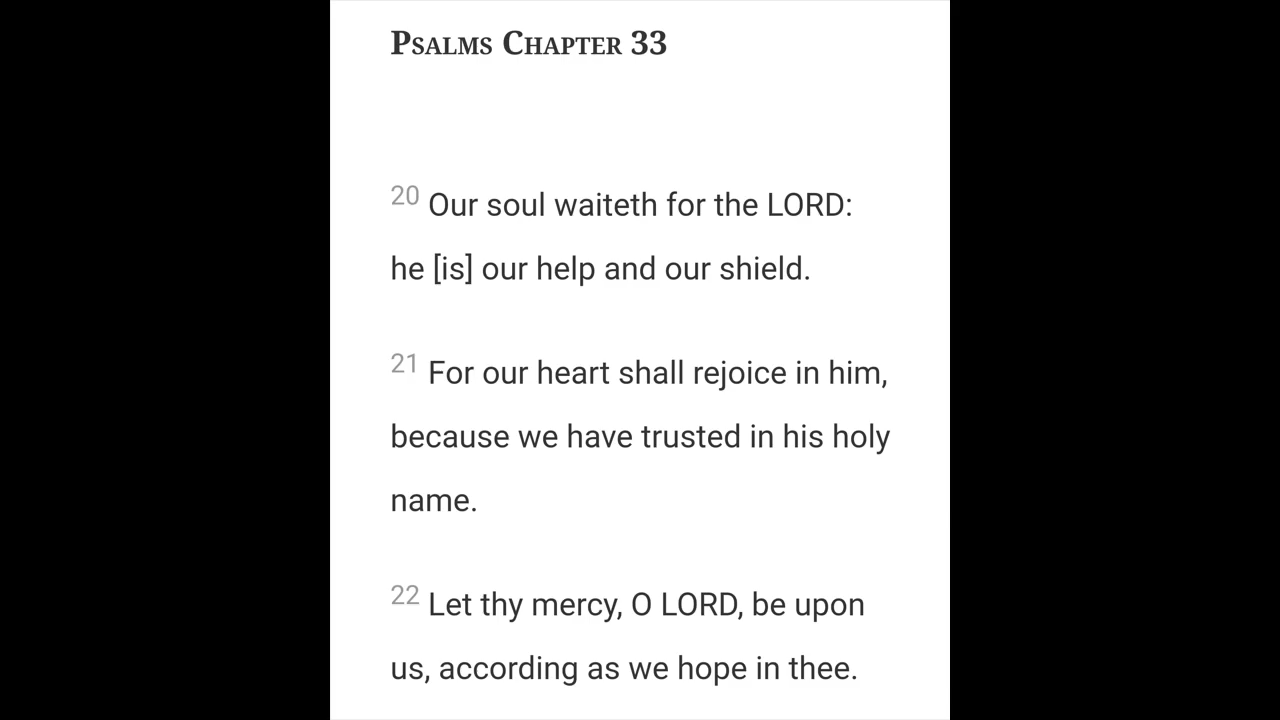 Psalms Chapter 33
20 Our soul waiteth for the LORD:
he [is] our help and our shield.
21 For our heart shall rejoice in him,
because we have trusted in his holy
name.
22 Let thy mercy, O LORD, be upon
us, according as we hope in thee.